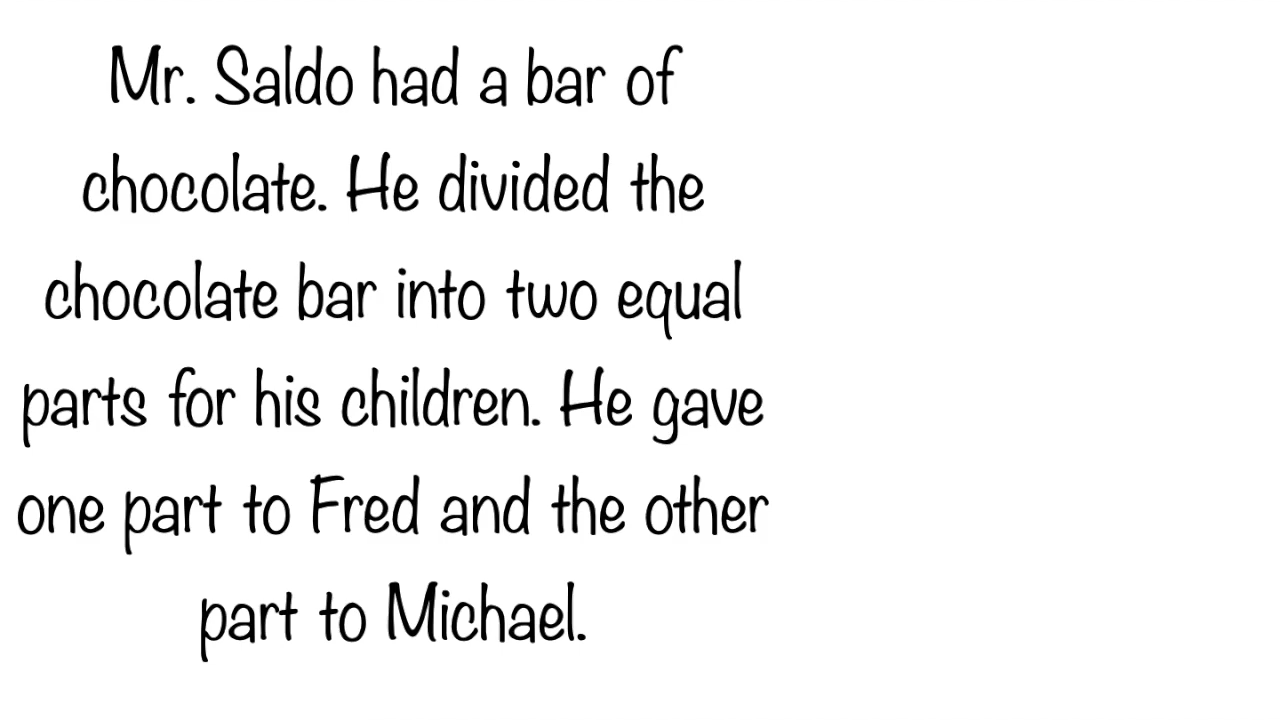 Mr. Saldo had a bar of
chocolate. He divided the
chocolate bar into two equal
parts for his children. He gave
one part to Fred and the other
part to Michael.